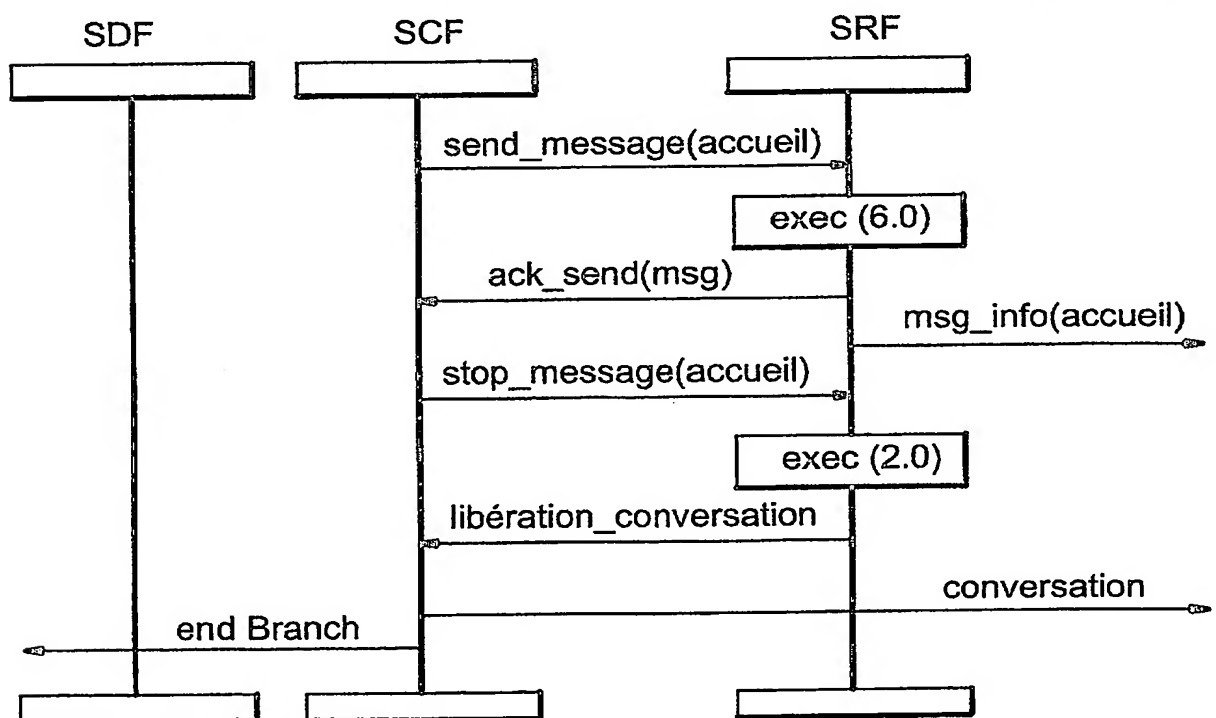 SDF
SCF
SRF
send_message(accueil)
exec (6.0)
ack_send(msg)
msg_info(accueil)
stop_message(accueil)
exec (2.0)
libération_conversation
conversation
end Branch